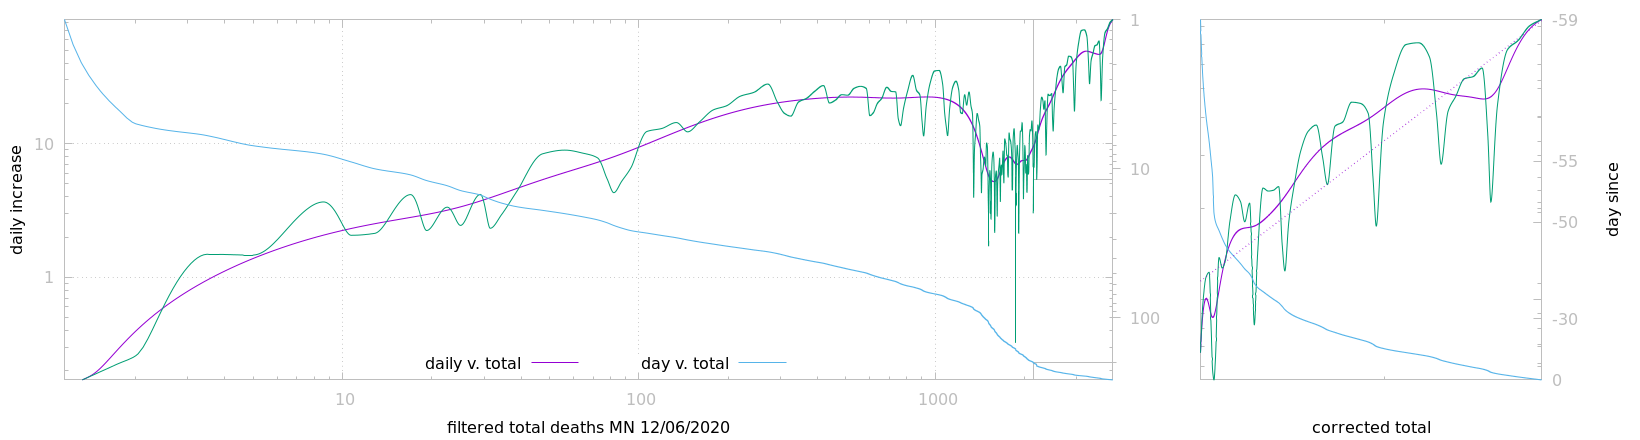 daily increase
10
1
daily v. total
day v. total
10
100
1000
filtered total deaths MN 12/06/2020
1
10
100
-59
-55
-50
-30
0
day since
corrected total